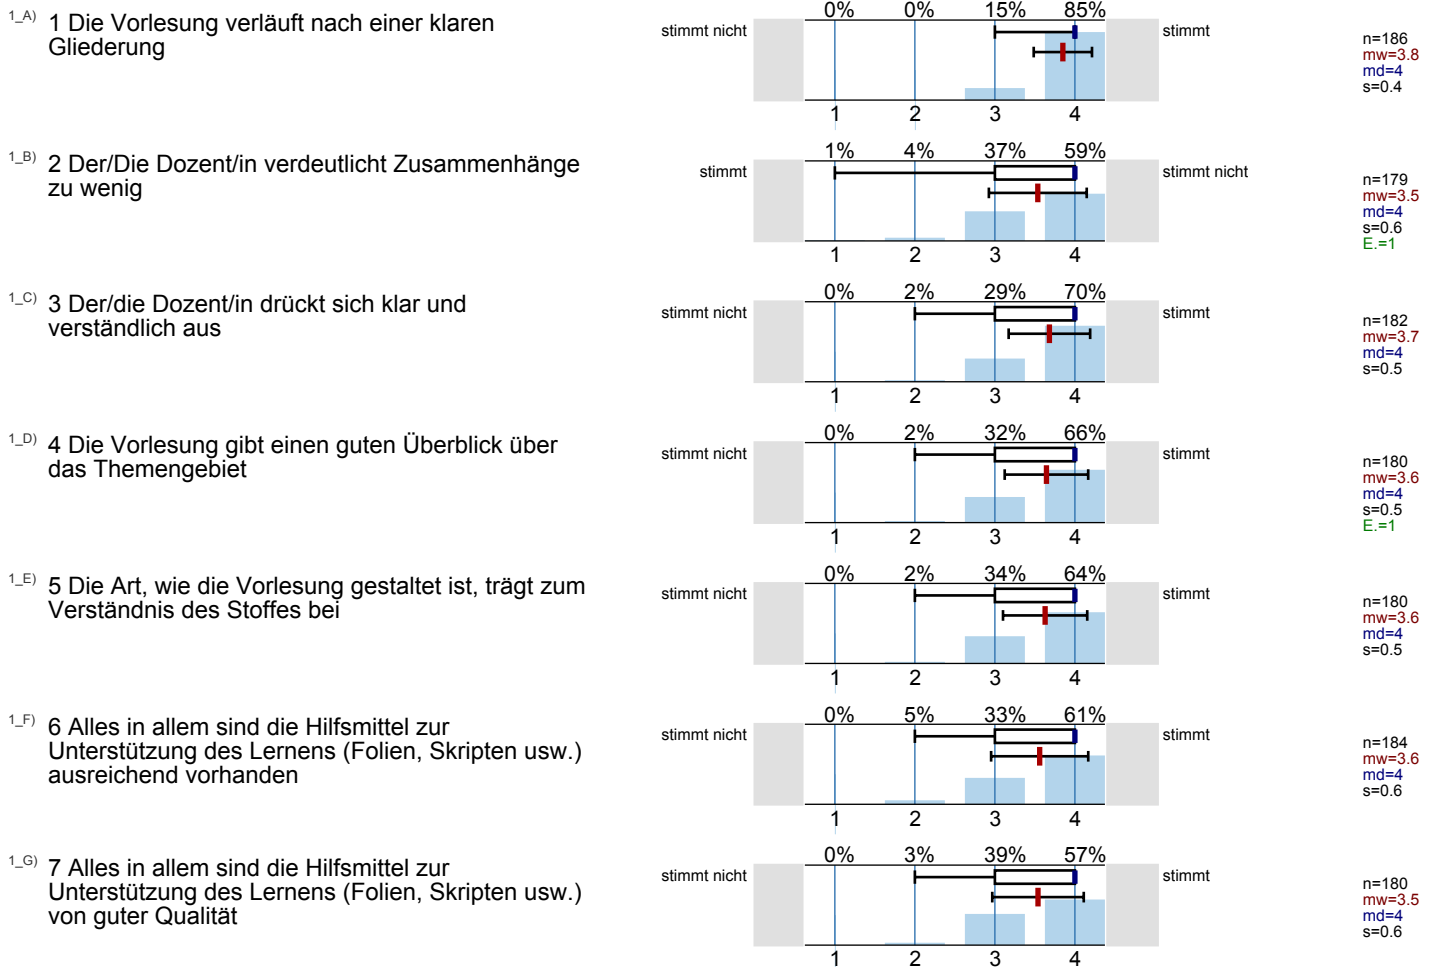 1_A) 1 Die Vorlesung verläuft nach einer klaren
Gliederung
0% 0% 15% 85%
stimmt nicht stimmt
1 2 3 4
n=186
mw=3.8
md=4
s=0.4
1_B) 2 Der/Die Dozent/in verdeutlicht Zusammenhänge
zu wenig
1% 4% 37% 59%
stimmt stimmt nicht
1 2 3 4
n=179
mw=3.5
md=4
s=0.6
E.=1
1_C) 3 Der/die Dozent/in drückt sich klar und
verständlich aus
0% 2% 29% 70%
stimmt nicht stimmt
1 2 3 4
n=182
mw=3.7
md=4
s=0.5
1_D) 4 Die Vorlesung gibt einen guten Überblick über
das Themengebiet
0% 2% 32% 66%
stimmt nicht stimmt
1 2 3 4
n=180
mw=3.6
md=4
s=0.5
E.=1
1_E) 5 Die Art, wie die Vorlesung gestaltet ist, trägt zum
Verständnis des Stoffes bei
0% 2% 34% 64%
stimmt nicht stimmt
1 2 3 4
n=180
mw=3.6
md=4
s=0.5
1_F) 6 Alles in allem sind die Hilfsmittel zur
Unterstützung des Lernens (Folien, Skripten usw.)
ausreichend vorhanden
0% 5% 33% 61%
stimmt nicht stimmt
1 2 3 4
n=184
mw=3.6
md=4
s=0.6
1_G) 7 Alles in allem sind die Hilfsmittel zur
Unterstützung des Lernens (Folien, Skripten usw.)
von guter Qualität
0% 3% 39% 57%
stimmt nicht stimmt
1 2 3 4
n=180
mw=3.5
md=4
s=0.6